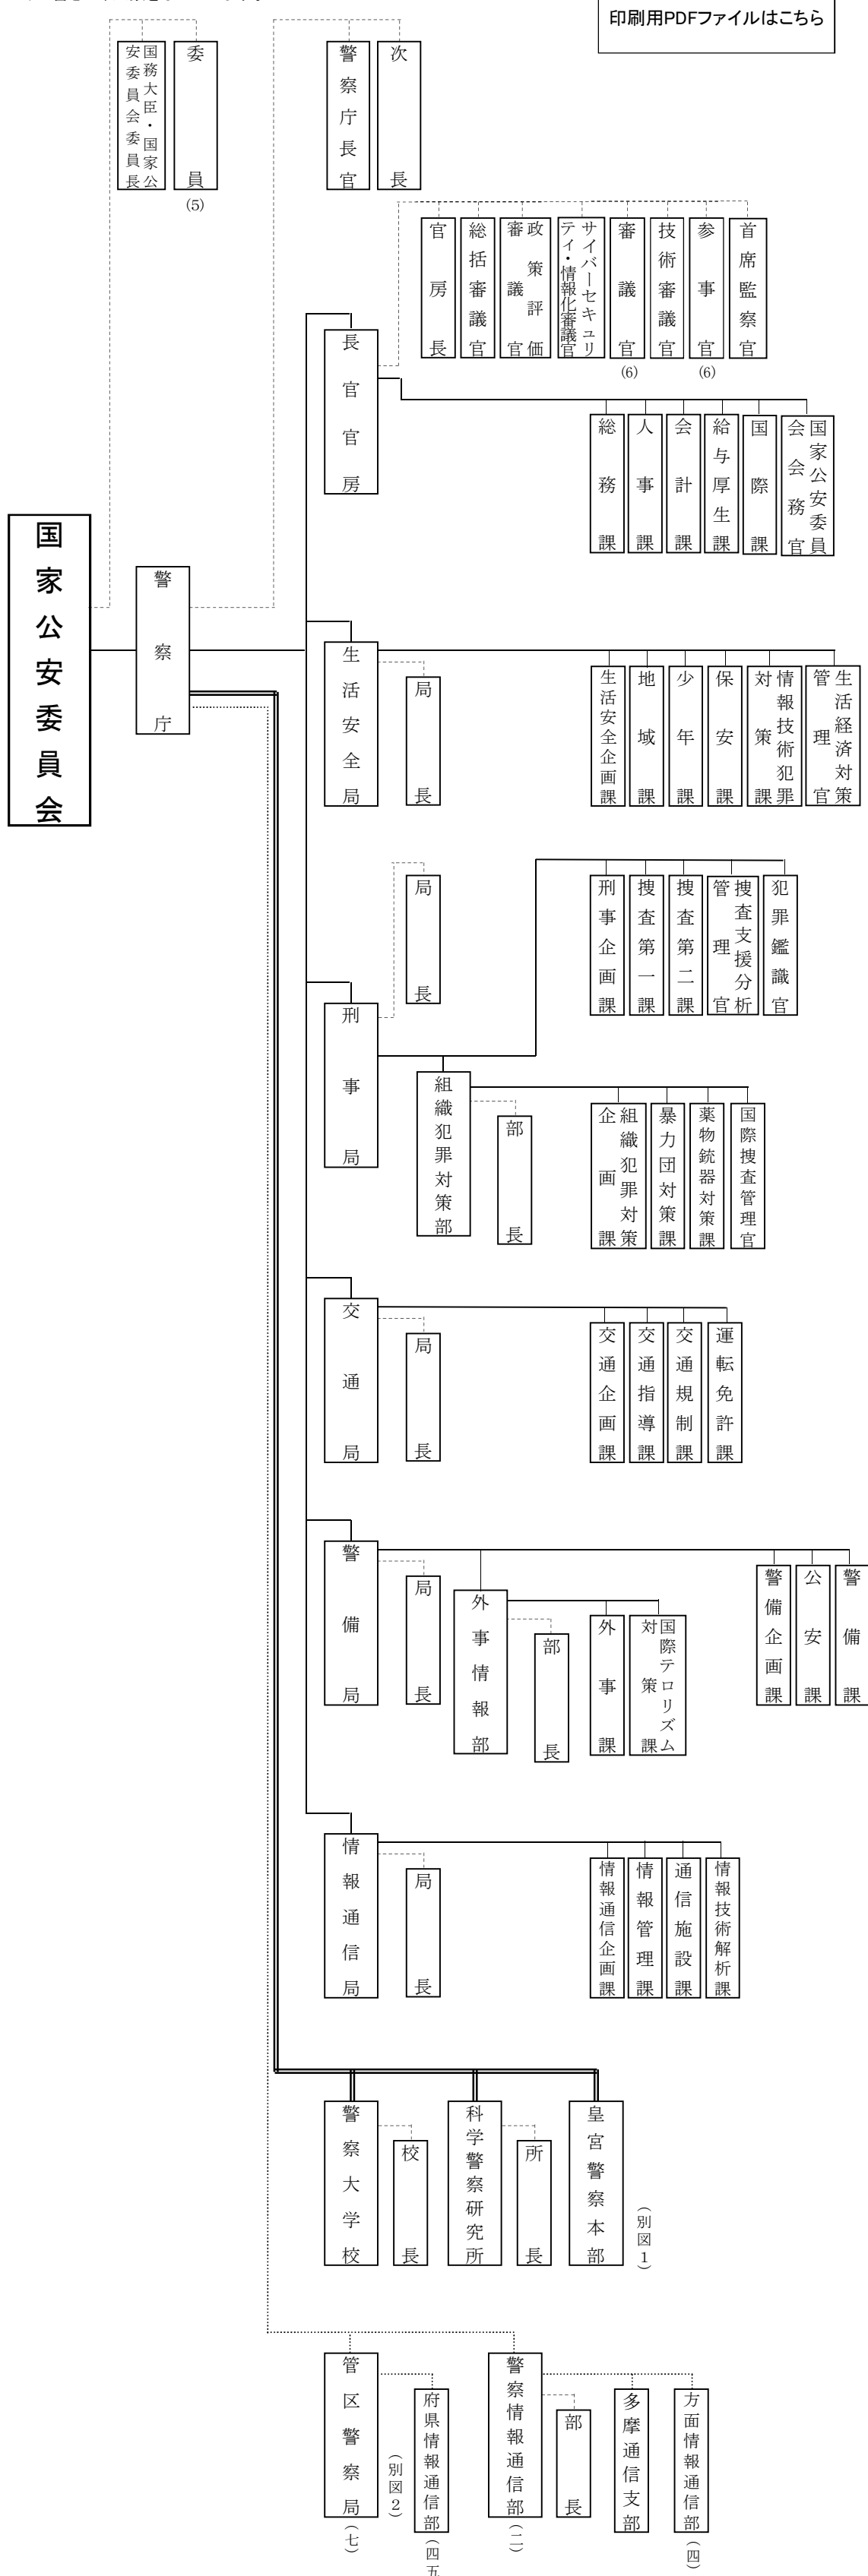 印刷用PDFファイルはこちら
国務大臣・国家公安委員会委員長
委員
(5)
警察庁長官
次長
官房長
総括審議官
政策評価審議官
サイバーセキュリティ・情報化審議官
審議官
(6)
技術審議官
参事官
(6)
首席監察官
長官官房
総務課
人事課
会計課
給与厚生課
国際課
国家公安委員会会務官
国家公安委員会
警察庁
生活安全局
局長
生活安全企画課
地域課
少年課
保安課
情報技術犯罪対策課
生活経済対策管理官
刑事局
局長
刑事企画課
捜査第一課
捜査第二課
捜査支援分析管理官
犯罪鑑識官
組織犯罪対策部
部長
組織犯罪対策企画課
暴力団対策課
薬物銃器対策課
国際捜査管理官
交通局
局長
交通企画課
交通指導課
交通規制課
運転免許課
警備局
局長
外事情報部
部長
外事課
国際テロリズム対策課
警備企画課
公安課
警備課
情報通信局
局長
情報通信企画課
情報管理課
通信施設課
情報技術解析課
警察大学校
校長
科学警察研究所
所長
皇宮警察本部
(別図1)
管区警察局
(七)
(別図2)
府県情報通信部
(四五
警察情報通信部
(二)
部長
多摩通信支部
方面情報通信部
(四)